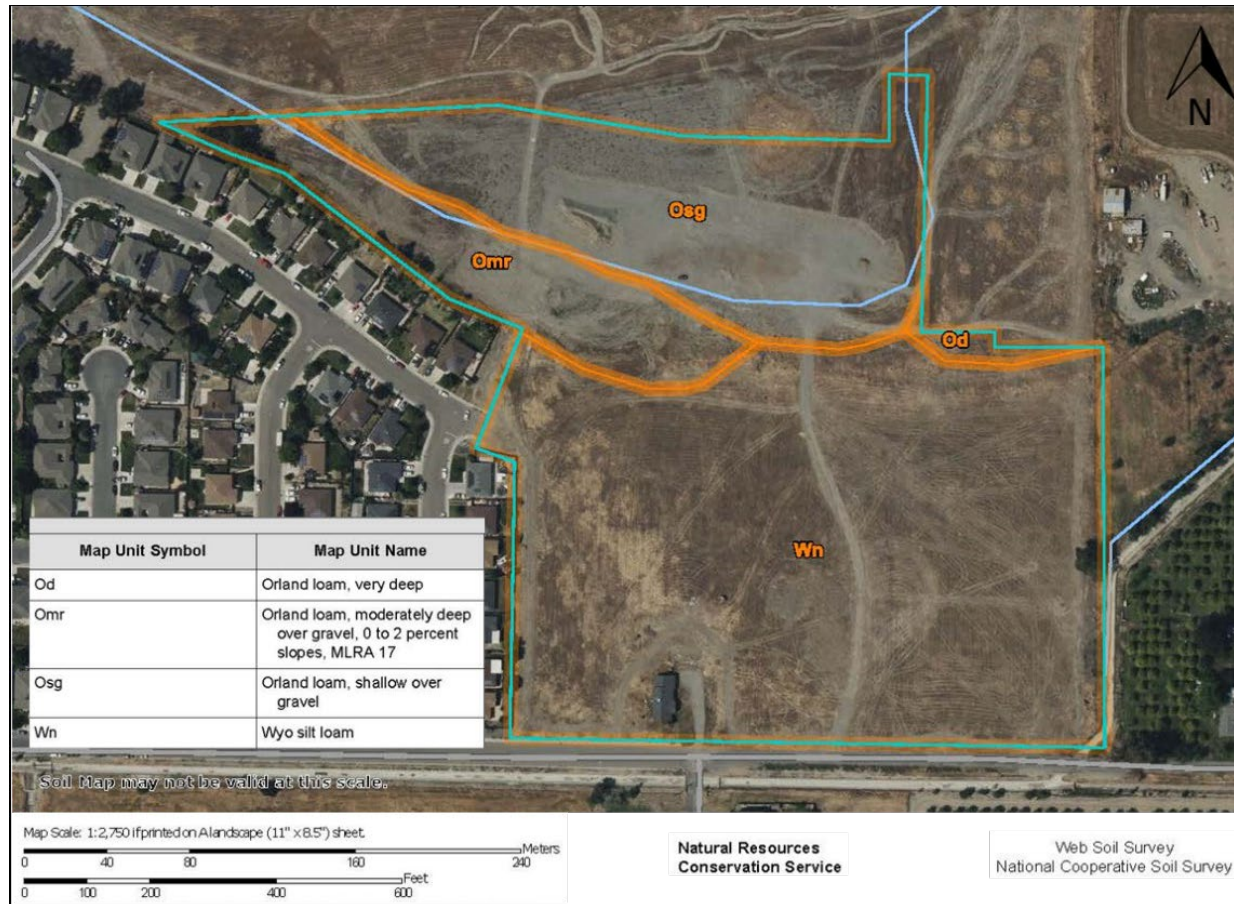 N
Osg
Omr
Od
Wn
Map Unit Symbol Map Unit Name
Od Orland loam, very deep
Omr Orland loam, moderately deep
over gravel, 0 to 2 percent
slopes, MLRA 17
Osg Orland loam, shallow over
gravel
Wn Wyo silt loam
Soil Map may not be valid at this scale.
Map Scale: 1:2,750 if printed on A landscape (11" x 8.5") sheet.
Meters
0 40 80 160 240
Feet
0 100 200 400 600
Natural Resources
Conservation Service
Web Soil Survey
National Cooperative Soil Survey